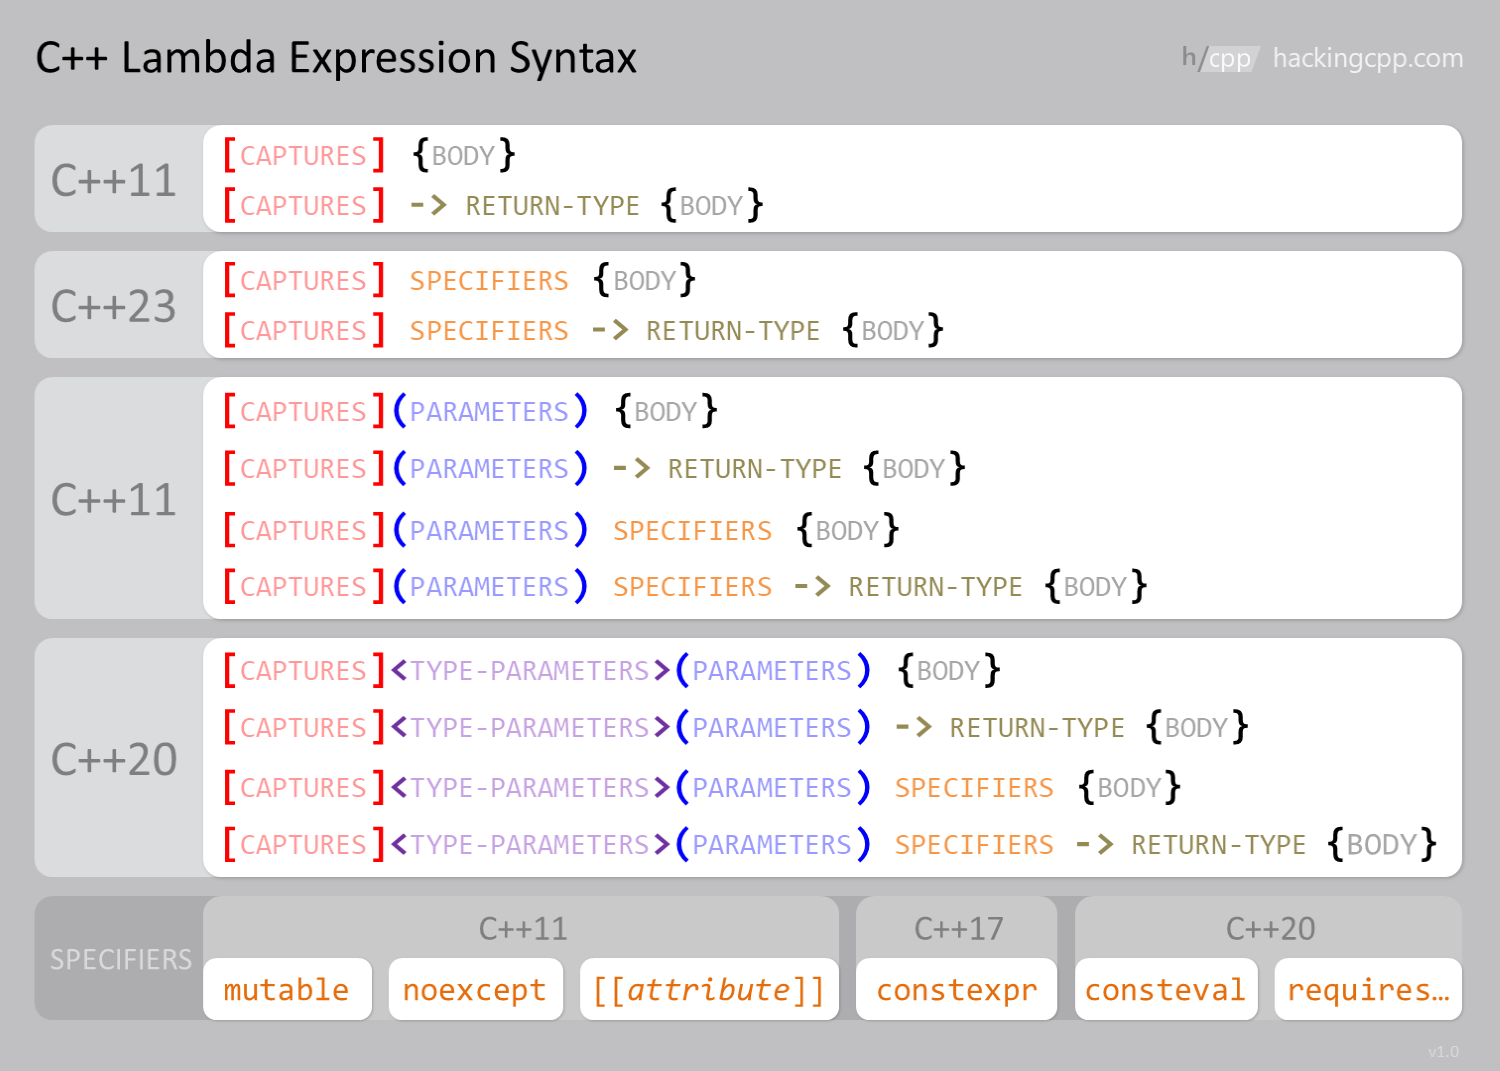 C++ Lambda Expression Syntax
h/cpp hackingcpp.com
C++11
[CAPTURES] {BODY}
[CAPTURES] -> RETURN-TYPE {BODY}
C++23
[CAPTURES] SPECIFIERS {BODY}
[CAPTURES] SPECIFIERS -> RETURN-TYPE {BODY}
C++11
[CAPTURES](PARAMETERS) {BODY}
[CAPTURES](PARAMETERS) -> RETURN-TYPE {BODY}
[CAPTURES](PARAMETERS) SPECIFIERS {BODY}
[CAPTURES](PARAMETERS) SPECIFIERS -> RETURN-TYPE {BODY}
C++20
[CAPTURES]<TYPE-PARAMETERS>(PARAMETERS) {BODY}
[CAPTURES]<TYPE-PARAMETERS>(PARAMETERS) -> RETURN-TYPE {BODY}
[CAPTURES]<TYPE-PARAMETERS>(PARAMETERS) SPECIFIERS {BODY}
[CAPTURES]<TYPE-PARAMETERS>(PARAMETERS) SPECIFIERS -> RETURN-TYPE {BODY}
SPECIFIERS
C++11 C++17 C++20
mutable noexcept [[attribute]] constexpr consteval requires…
v1.0